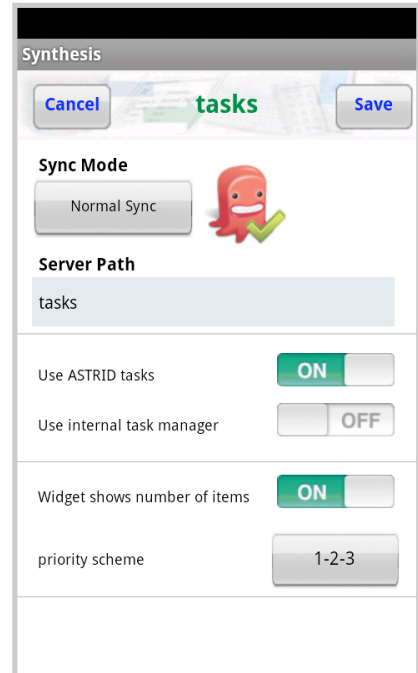 Synthesis
Cancel tasks Save
Sync Mode
Normal Sync
Server Path
tasks
Use ASTRID tasks ON
Use internal task manager OFF
Widget shows number of items ON
priority scheme 1-2-3